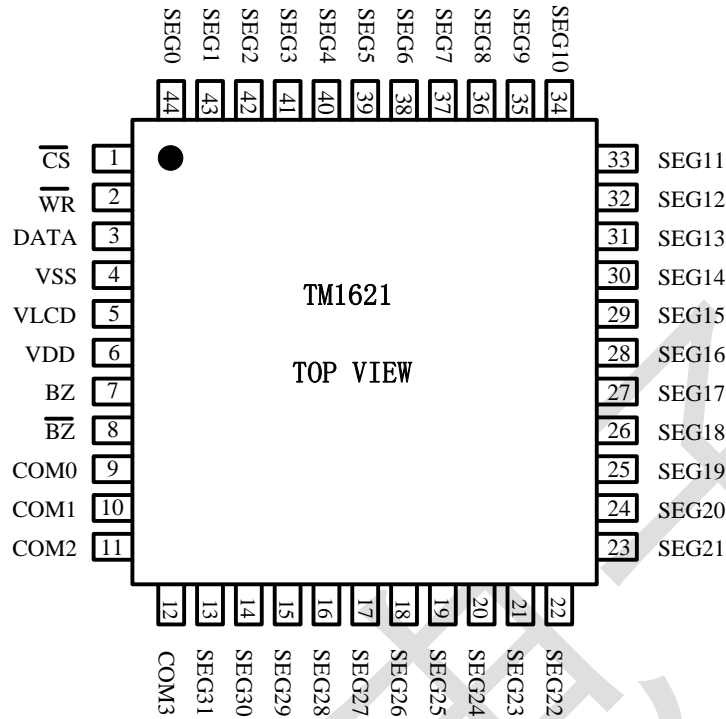 SEG0 SEG1 SEG2 SEG3 SEG4 SEG5 SEG6 SEG7 SEG8 SEG9 SEG10
44 43 42 41 40 39 38 37 36 35 34
C̅S̅ 1 33 SEG11
W̅R̅ 2 32 SEG12
DATA 3 31 SEG13
VSS 4 30 SEG14
VLCD 5 29 SEG15
VDD 6 28 SEG16
BZ 7 27 SEG17
B̅Z̅ 8 26 SEG18
COM0 9 25 SEG19
COM1 10 24 SEG20
COM2 11 23 SEG21
TM1621
TOP VIEW
12 13 14 15 16 17 18 19 20 21 22
COM3 SEG31 SEG30 SEG29 SEG28 SEG27 SEG26 SEG25 SEG24 SEG23 SEG22